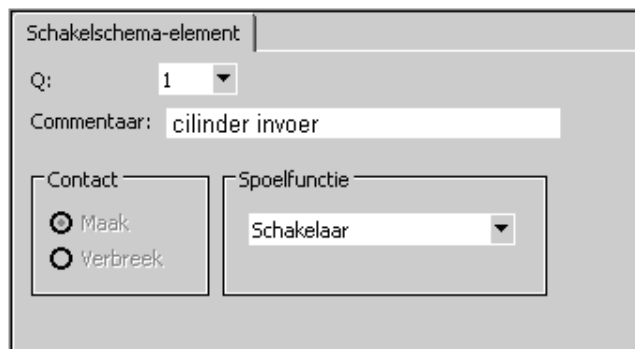 Schakelschema-element
Q: 1
Commentaar: cilinder invoer
Contact
Maak
Verbreek
Spoelfunctie
Schakelaar